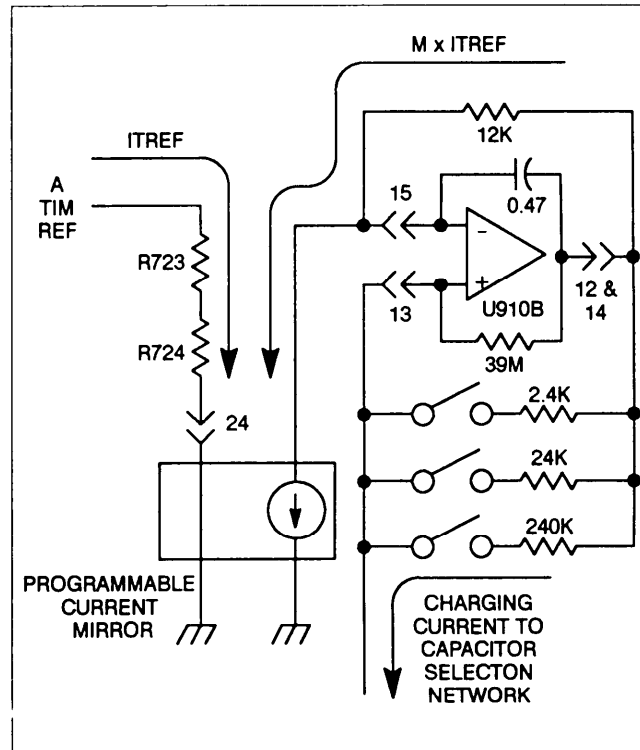 M x ITREF
ITREF
12K
A
TIM
REF
15
0.47
R723
-
+
U910B
13
12 &
14
39M
R724
24
2.4K
24K
240K
PROGRAMMABLE
CURRENT
MIRROR
CHARGING
CURRENT TO
CAPACITOR
SELECTON
NETWORK